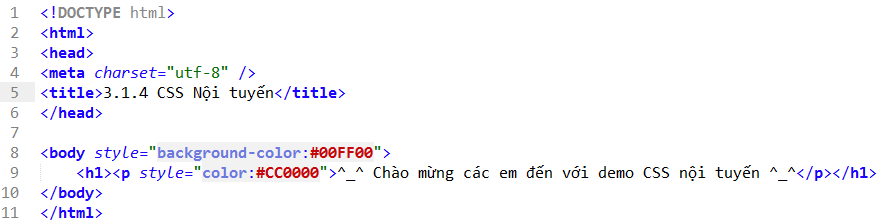 1 <!DOCTYPE html>
2 <html>
3 <head>
4 <meta charset="utf-8" />
5 <title>3.1.4 CSS Nội tuyến</title>
6 </head>
7
8 <body style="background-color:#00FF00">
9 <h1><p style="color:#CC0000">^_^ Chào mừng các em đến với demo CSS nội tuyến ^_^</p></h1>
10 </body>
11 </html>